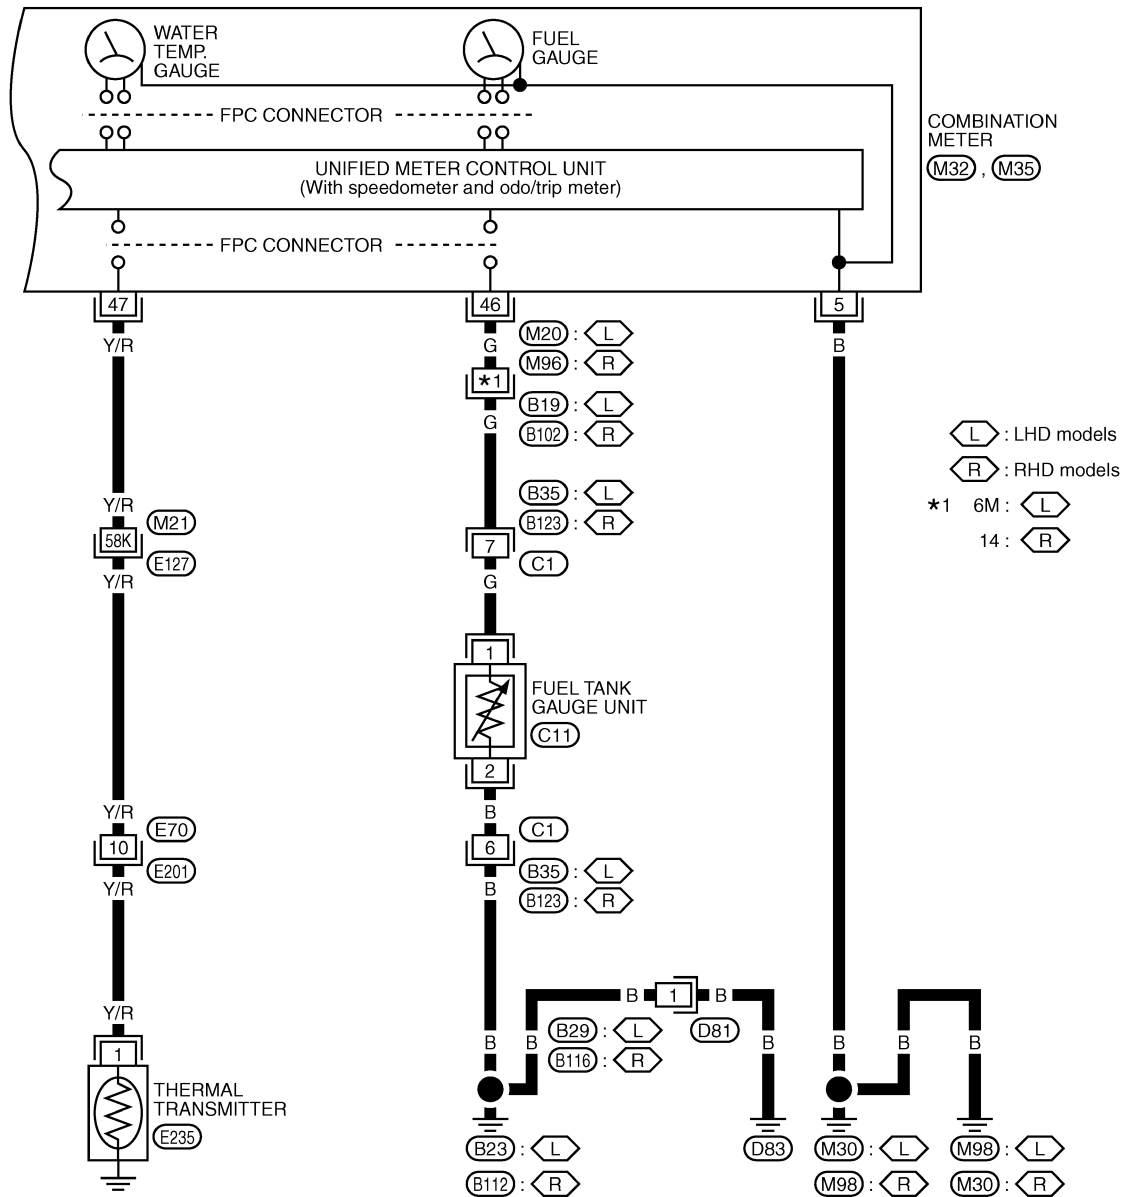 WATER
TEMP.
GAUGE
FUEL
GAUGE
FPC CONNECTOR
COMBINATION
METER
M32 , M35
UNIFIED METER CONTROL UNIT
(With speedometer and odo/trip meter)
FPC CONNECTOR
47
46
5
Y/R
G
B
M20 : L
M96 : R
*1
B19 : L
B102 : R
G
L : LHD models
R : RHD models
*1 6M : L
14 : R
Y/R
B35 : L
B123 : R
M21
58K
E127
7
C1
Y/R
G
1
FUEL TANK
GAUGE UNIT
C11
2
Y/R
B
E70
10
E201
C1
6
B35 : L
B123 : R
Y/R
B
B
1
B
B29 : L
B116 : R
D81
Y/R
B
B
B
B
B
B
1
THERMAL
TRANSMITTER
E235
B23 : L
B112 : R
D83
M30 : L
M98 : R
M98 : L
M30 : R